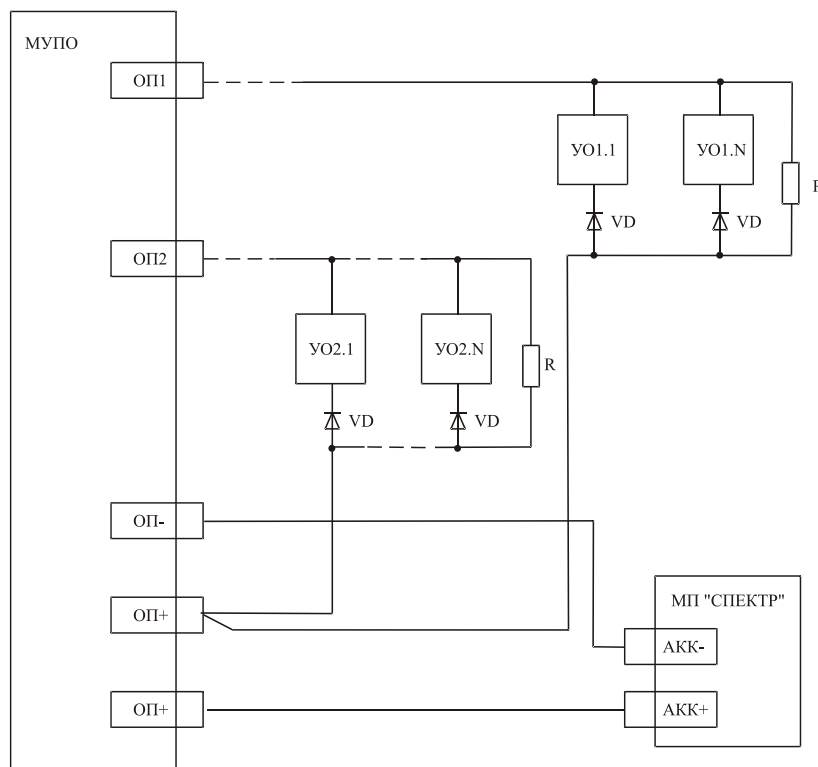 МУПО
ОП1
УО1.1
УО1.N
R
VD
VD
ОП2
УО2.1
УО2.N
R
VD
VD
ОП-
ОП+
МП "СПЕКТР"
АКК-
ОП+
АКК+